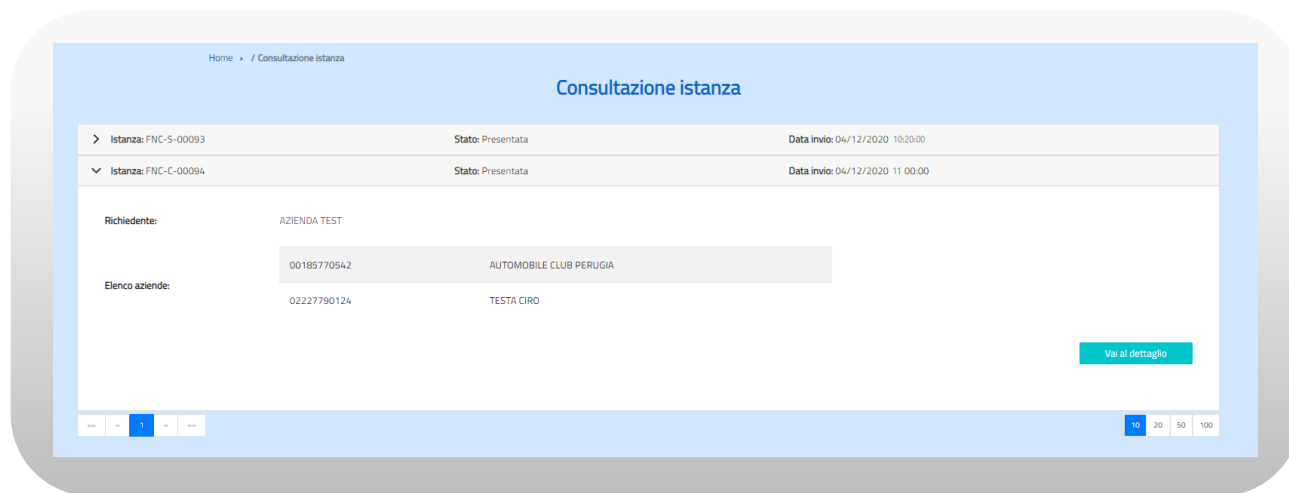 Home › / Consultazione istanza
Consultazione istanza
Istanza: FNC-S-00093 Stato: Presentata Data invio: 04/12/2020 10:20:00
Istanza: FNC-C-00094 Stato: Presentata Data invio: 04/12/2020 11 00:00
Richiedente: AZIENDA TEST
00185770542 AUTOMOBILE CLUB PERUGIA
Elenco aziende:
02227790124 TESTA CIRO
Vai al dettaglio
«« « 1 » »» 10 20 50 100